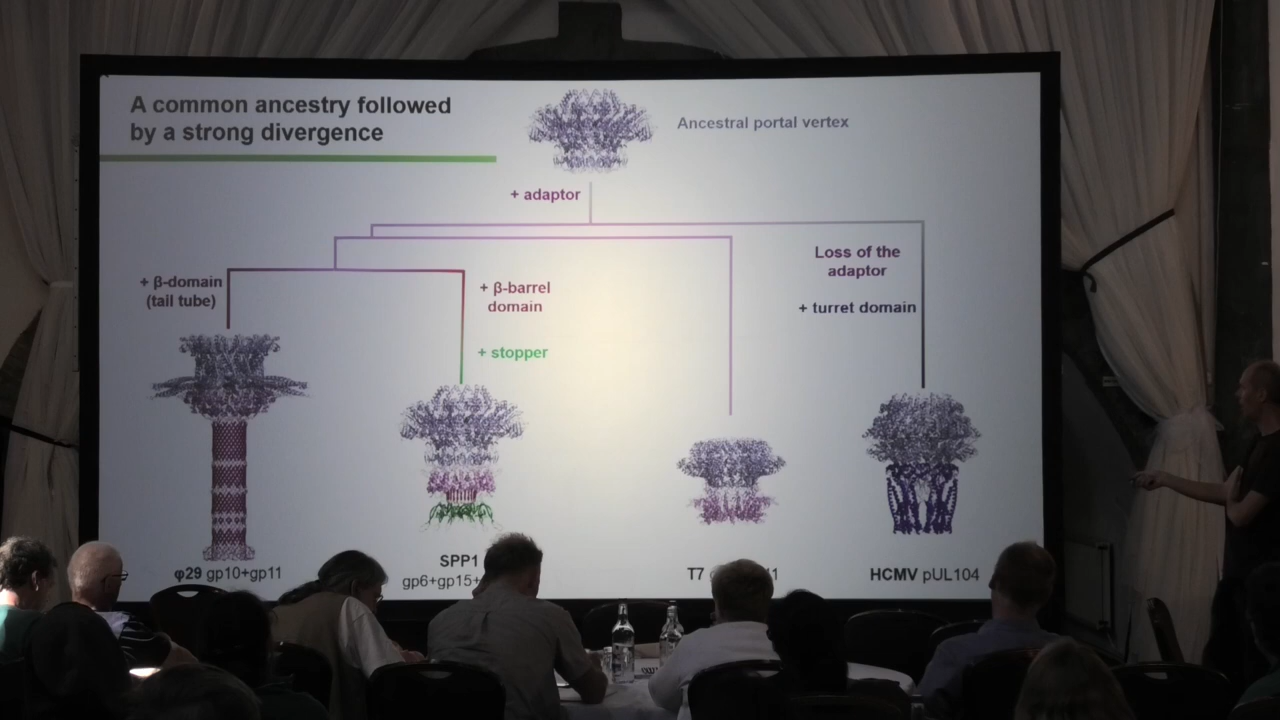 A common ancestry followed
by a strong divergence
Ancestral portal vertex
+ adaptor
Loss of the
adaptor
+ turret domain
+ β-domain
(tail tube)
+ β-barrel
domain
+ stopper
φ29 gp10+gp11
SPP1
gp6+gp15+
T7
HCMV pUL104